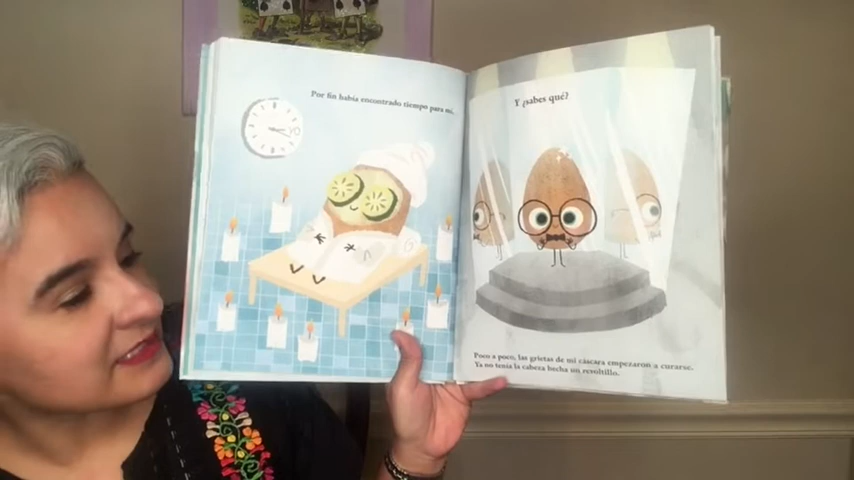 Por fin había encontrado tiempo para mí.
YO
Y ¿sabes qué?
Poco a poco, las grietas de mi cáscara empezaron a curarse.
Ya no tenía la cabeza hecha un revoltillo.